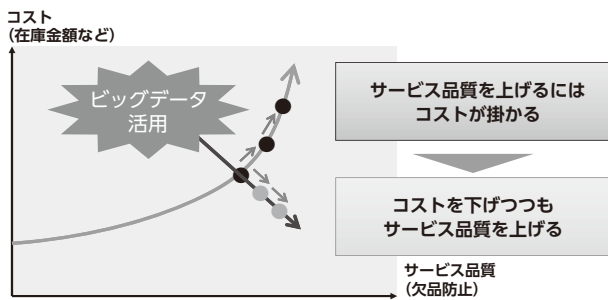 コスト
（在庫金額など）
ビッグデータ
活用
サービス品質を上げるには
コストが掛かる
コストを下げつつも
サービス品質を上げる
サービス品質
（欠品防止）